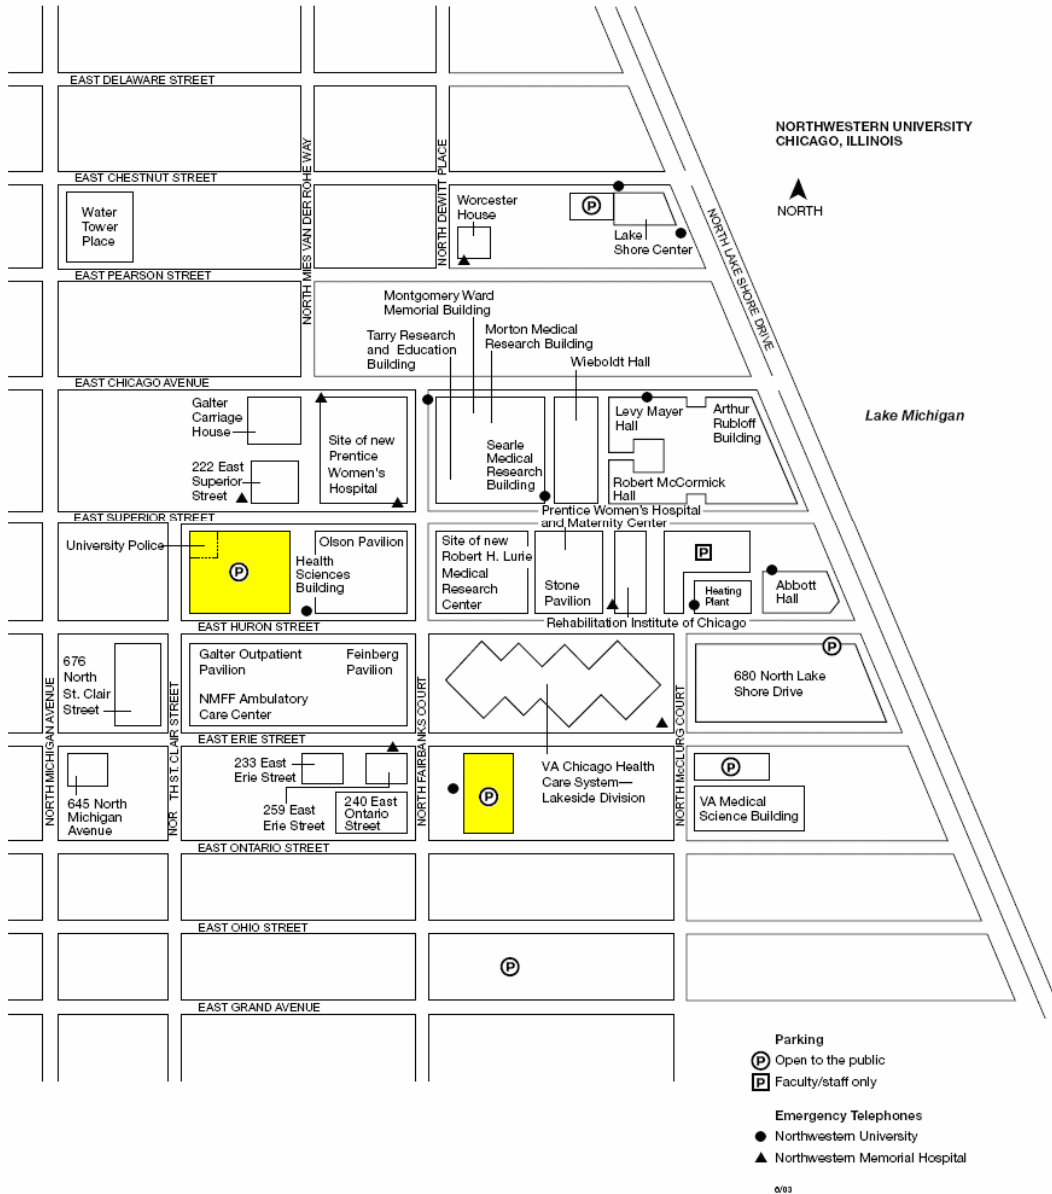 EAST DELAWARE STREET
NORTHWESTERN UNIVERSITY
CHICAGO, ILLINOIS
NORTH
EAST CHESTNUT STREET
NORTH MIES VAN DER ROHE WAY
NORTH DEWITT PLACE
Water
Tower
Place
Worcester
House
P
Lake
Shore Center
NORTH LAKE SHORE DRIVE
EAST PEARSON STREET
Montgomery Ward
Memorial Building
Tarry Research
and Education
Building
Morton Medical
Research Building
Wieboldt Hall
EAST CHICAGO AVENUE
Lake Michigan
Galter
Carriage
House
222 East
Superior
Street
Site of new
Prentice
Women's
Hospital
Searle
Medical
Research
Building
Levy Mayer
Hall
Arthur
Rubloff
Building
Robert McCormick
Hall
EAST SUPERIOR STREET
Prentice Women's Hospital
and Maternity Center
University Police
P
Olson Pavilion
Health
Sciences
Building
Site of new
Robert H. Lurie
Medical
Research
Center
Stone
Pavilion
P
Heating
Plant
Abbott
Hall
EAST HURON STREET
Rehabilitation Institute of Chicago
676
North
St. Clair
Street
Galter Outpatient
Pavilion
Feinberg
Pavilion
NMFF Ambulatory
Care Center
P
680 North Lake
Shore Drive
NORTH MICHIGAN AVENUE
NOR TH ST. CLAIR STREET
NORTH FAIRBANKS COURT
NORTH McCLURG COURT
EAST ERIE STREET
645 North
Michigan
Avenue
233 East
Erie Street
259 East
Erie Street
240 East
Ontario
Street
P
VA Chicago Health
Care System—
Lakeside Division
P
VA Medical
Science Building
EAST ONTARIO STREET
EAST OHIO STREET
P
EAST GRAND AVENUE
Parking
P Open to the public
P Faculty/staff only
Emergency Telephones
Northwestern University
Northwestern Memorial Hospital
6/03